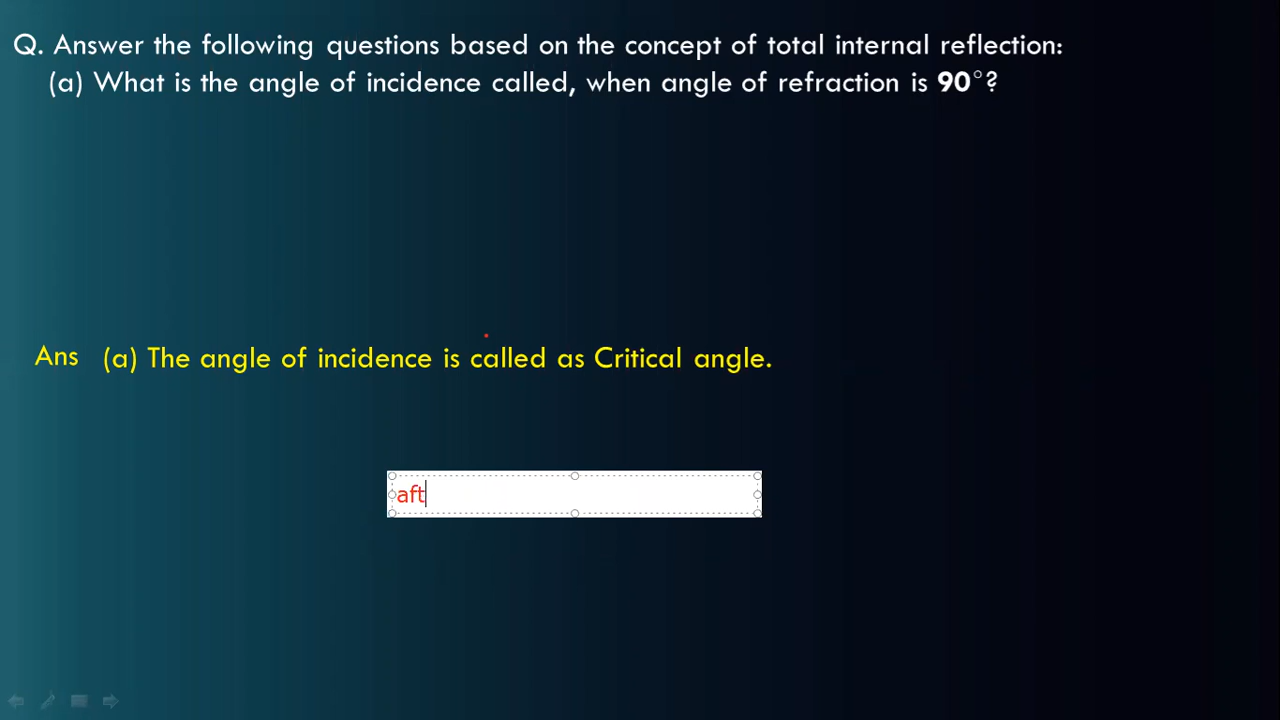 Q. Answer the following questions based on the concept of total internal reflection:
(a) What is the angle of incidence called, when angle of refraction is 90°?
Ans (a) The angle of incidence is called as Critical angle.
aft